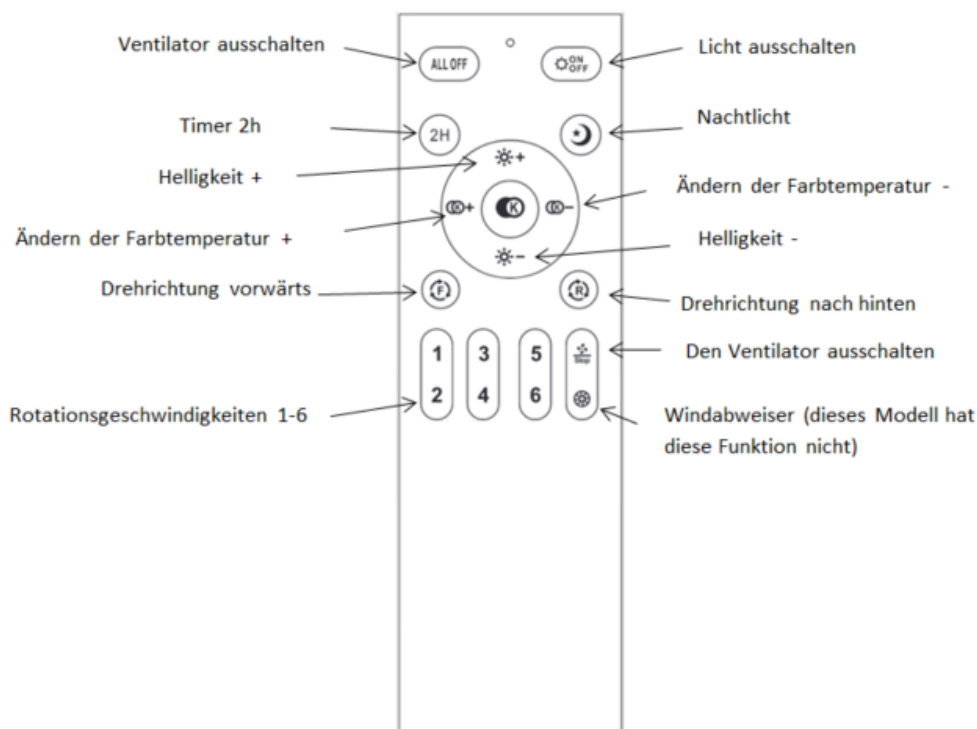 Ventilator ausschalten
ALL OFF
ON
OFF
Licht ausschalten
Timer 2h
2H
Nachtlicht
Helligkeit +
+
Ändern der Farbtemperatur -
K+
K
K-
Ändern der Farbtemperatur +
-
Helligkeit -
Drehrichtung vorwärts
F
R
Drehrichtung nach hinten
1 3 5
Stop
Den Ventilator ausschalten
2 4 6
Rotationsgeschwindigkeiten 1-6
Windabweiser (dieses Modell hat
diese Funktion nicht)